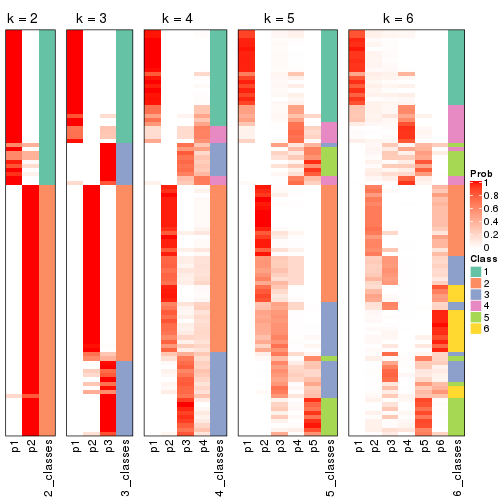 k = 2
k = 3
k = 4
k = 5
k = 6
Prob
1
0.8
0.6
0.4
0.2
0
Class
1
2
3
4
5
6
p1
p2
2_classes
p1
p2
p3
3_classes
p1
p2
p3
p4
4_classes
p1
p2
p3
p4
p5
5_classes
p1
p2
p3
p4
p5
p6
6_classes